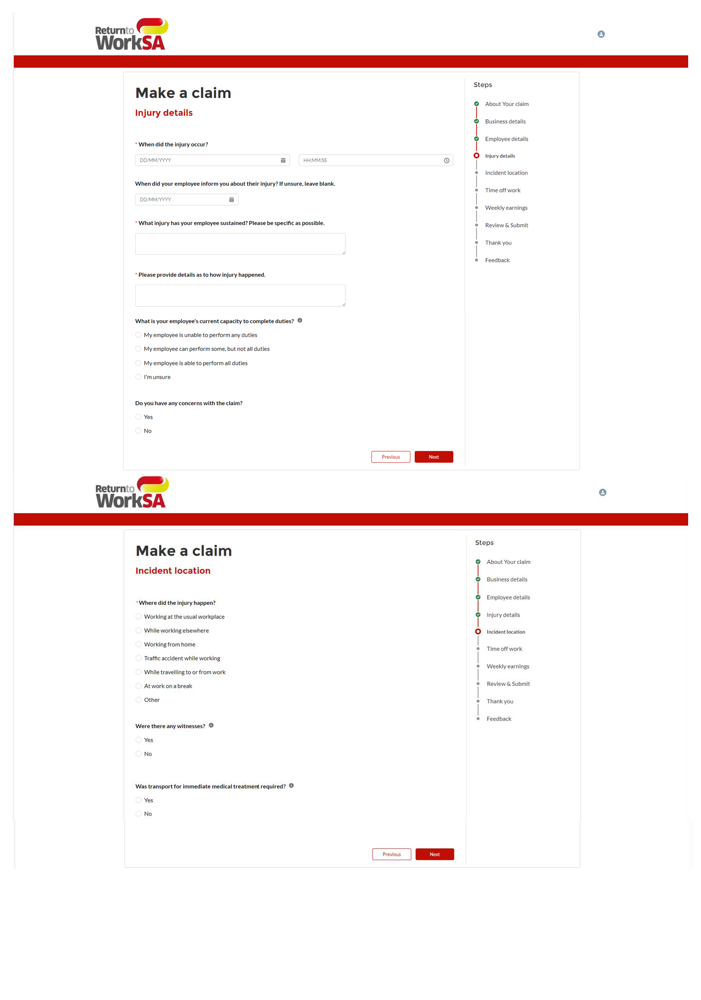 Returnto
WorkSA
Make a claim
Injury details
* When did the injury occur?
DD/MM/YYYY
HH:MM:SS
When did your employee inform you about their injury? If unsure, leave blank.
DD/MM/YYYY
* What injury has your employee sustained? Please be specific as possible.
* Please provide details as to how injury happened.
What is your employee's current capacity to complete duties?
My employee is unable to perform any duties
My employee can perform some, but not all duties
My employee is able to perform all duties
I'm unsure
Do you have any concerns with the claim?
Yes
No
Previous
Next
Steps
About Your claim
Business details
Employee details
Injury details
Incident location
Time off work
Weekly earnings
Review & Submit
Thank you
Feedback
Returnto
WorkSA
Make a claim
Incident location
* Where did the injury happen?
Working at the usual workplace
While working elsewhere
Working from home
Traffic accident while working
While travelling to or from work
At work on a break
Other
Were there any witnesses?
Yes
No
Was transport for immediate medical treatment required?
Yes
No
Previous
Next
Steps
About Your claim
Business details
Employee details
Injury details
Incident location
Time off work
Weekly earnings
Review & Submit
Thank you
Feedback